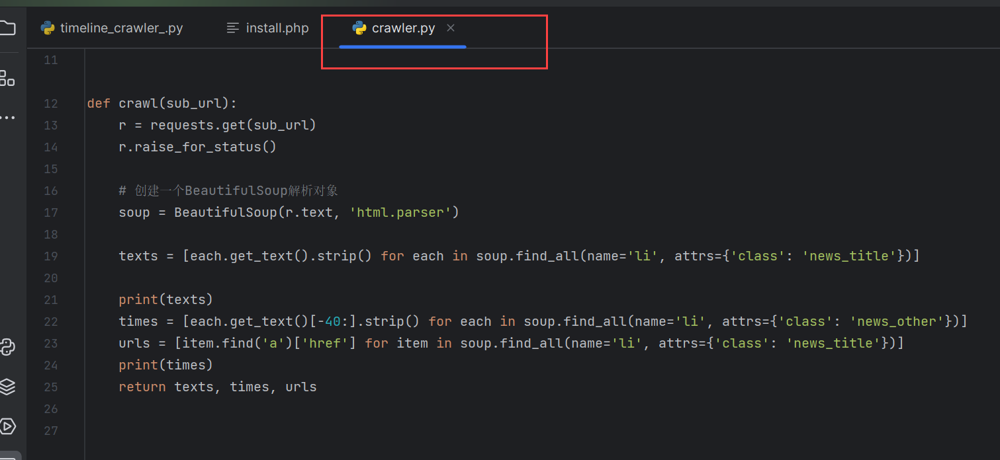 timeline_crawler_.py install.php crawler.py
11
12 def crawl(sub_url):
13 r = requests.get(sub_url)
14 r.raise_for_status()
15
16 # 创建一个BeautifulSoup解析对象
17 soup = BeautifulSoup(r.text, 'html.parser')
18
19 texts = [each.get_text().strip() for each in soup.find_all(name='li', attrs={'class': 'news_title'})]
20
21 print(texts)
22 times = [each.get_text()[-40:].strip() for each in soup.find_all(name='li', attrs={'class': 'news_other'})]
23 urls = [item.find('a')['href'] for item in soup.find_all(name='li', attrs={'class': 'news_title'})]
24 print(times)
25 return texts, times, urls
26
27